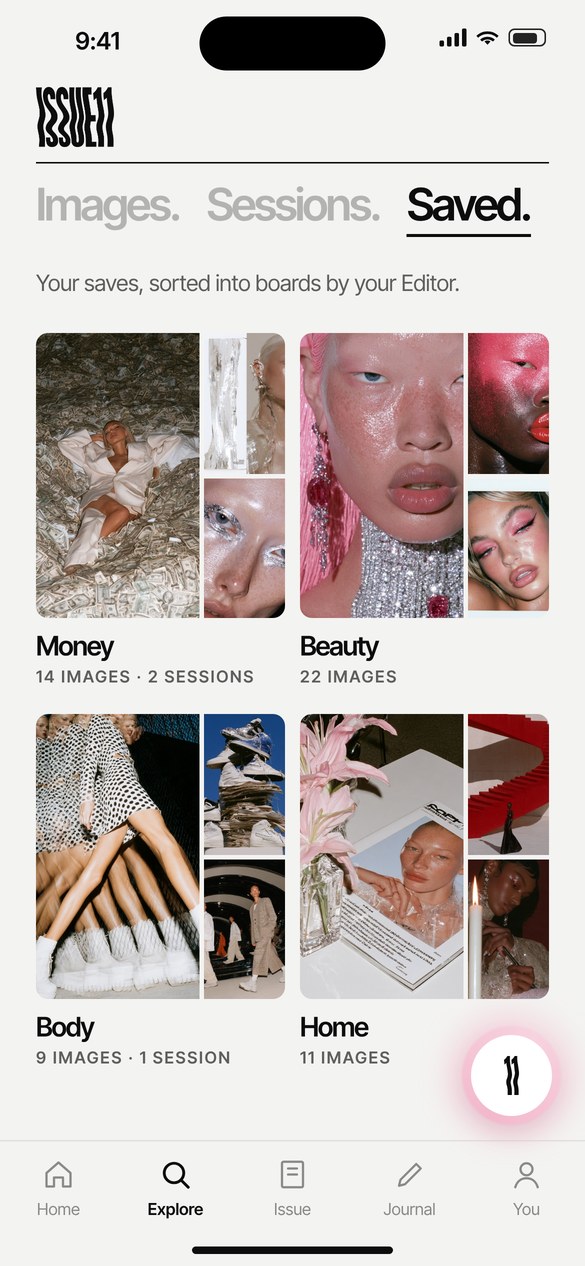 9:41
ISSUE11
Images. Sessions. Saved.
Your saves, sorted into boards by your Editor.
Money
14 IMAGES · 2 SESSIONS
Beauty
22 IMAGES
Body
9 IMAGES · 1 SESSION
Home
11 IMAGES
11
Home
Explore
Issue
Journal
You